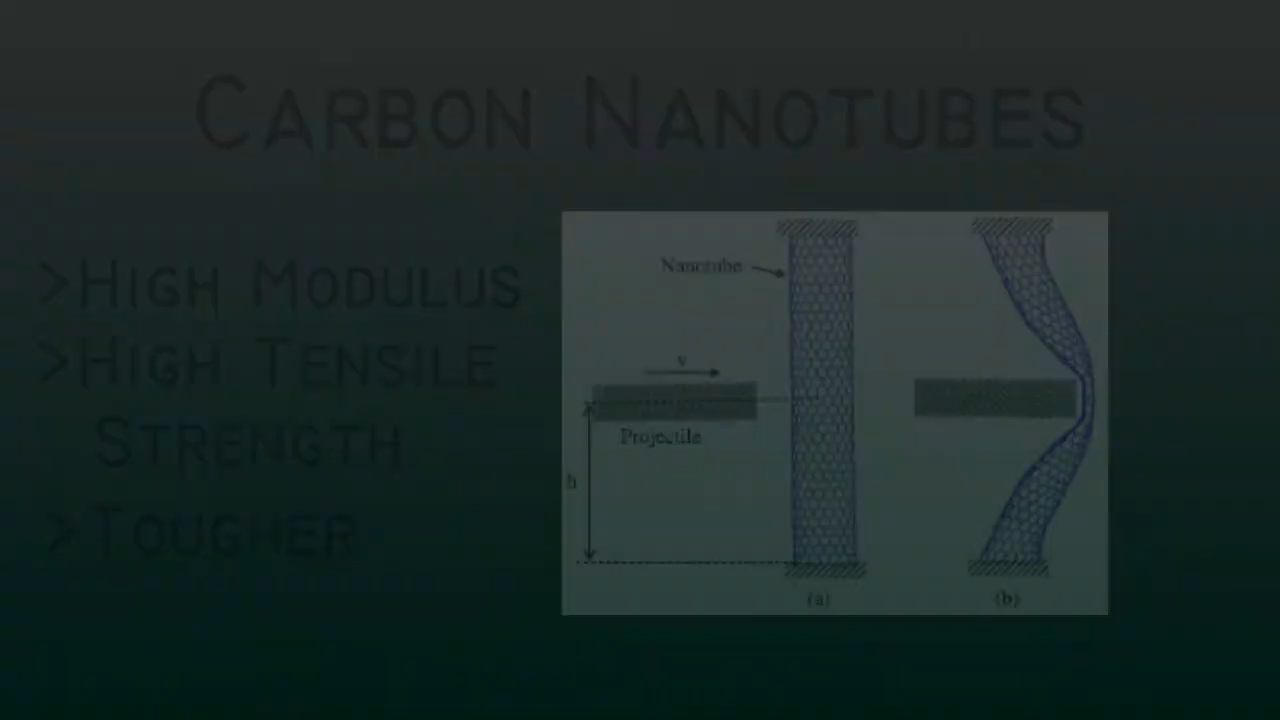 CARBON NANOTUBES
>HIGH MODULUS
>HIGH TENSILE
STRENGTH
>TOUGHER
Nanotube
v
Projectile
h
(a)
(b)